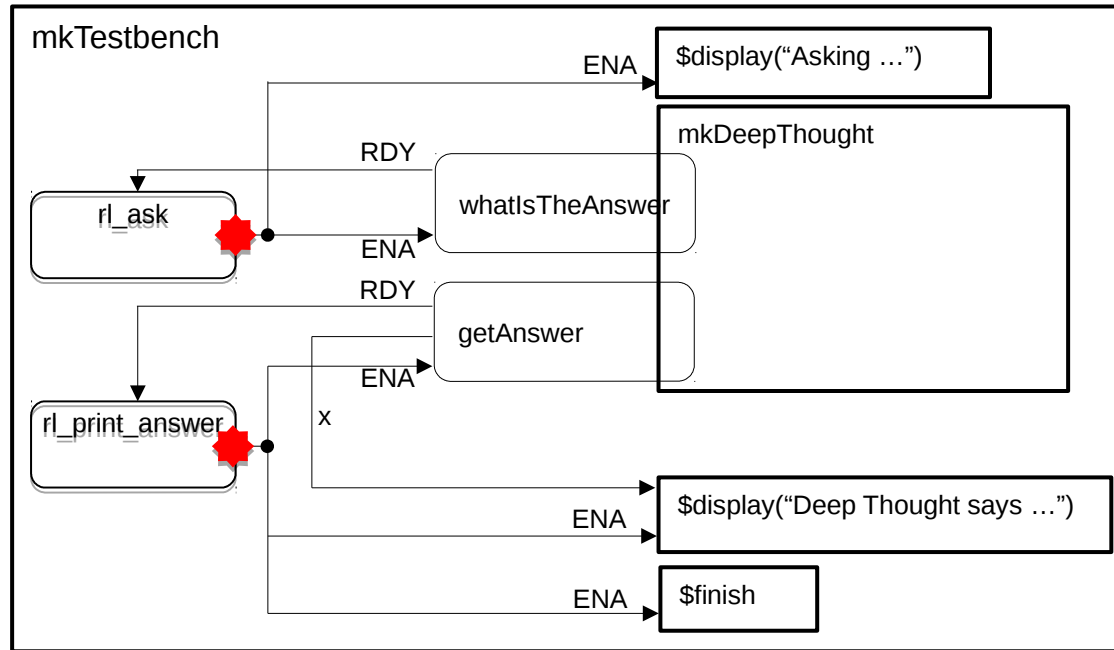 mkTestbench
$display(“Asking …”)
ENA
mkDeepThought
RDY
whatIsTheAnswer
rl_ask
ENA
RDY
getAnswer
ENA
x
rl_print_answer
$display(“Deep Thought says …”)
ENA
$finish
ENA